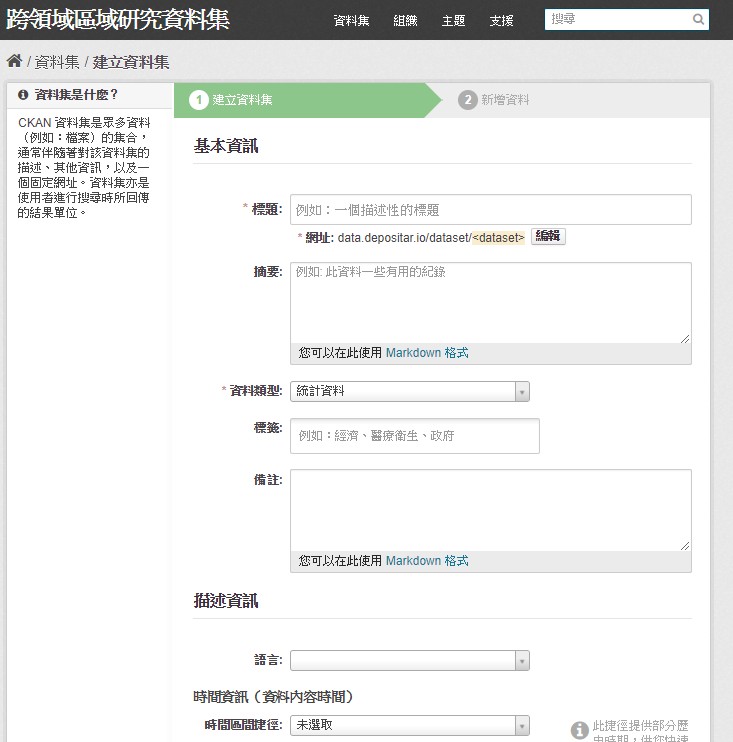 跨領域區域研究資料集
資料集 組織 主題 支援 搜尋
/ 資料集 / 建立資料集
資料集是什麼？
CKAN 資料集是眾多資料
（例如：檔案）的集合，
通常伴隨著對該資料集的
描述、其他資訊，以及一
個固定網址。資料集亦是
使用者進行搜尋時所回傳
的結果單位。
1 建立資料集 2 新增資料
基本資訊
* 標題: 例如：一個描述性的標題
* 網址: data.depositar.io/dataset/<dataset> 編輯
摘要: 例如: 此資料一些有用的紀錄
您可以在此使用 Markdown 格式
* 資料類型: 統計資料
標籤: 例如：經濟、醫療衛生、政府
備註:
您可以在此使用 Markdown 格式
描述資訊
語言:
時間資訊（資料內容時間）
時間區間捷徑: 未選取
此捷徑提供部分歷
史時期，供您快速